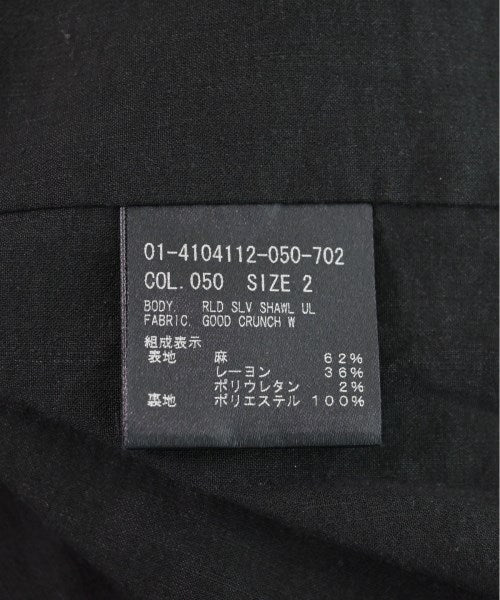 01-4104112-050-702
COL.050 SIZE 2
BODY. RLD SLV SHAWL UL
FABRIC. GOOD CRUNCH W
組成表示
表地 麻 62%
レーヨン 36%
ポリウレタン 2%
裏地 ポリエステル 100%